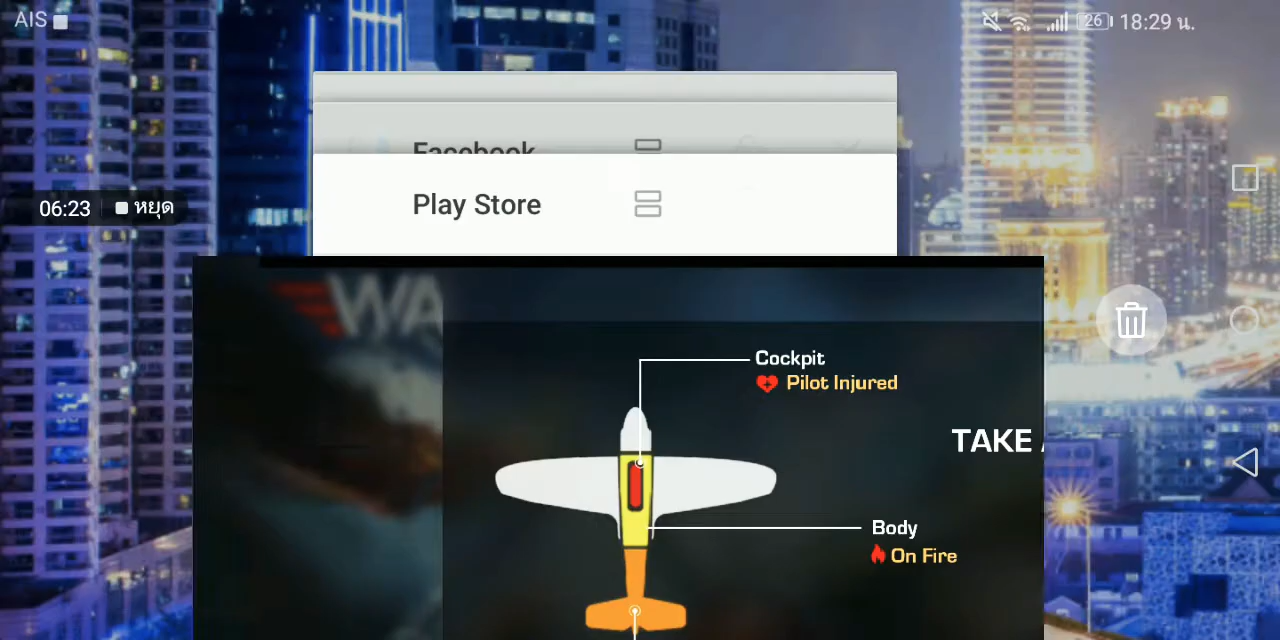 AIS
26 18:29 น.
Facebook
Play Store
06:23 หยุด
WA
Cockpit
Pilot Injured
TAKE
Body
On Fire